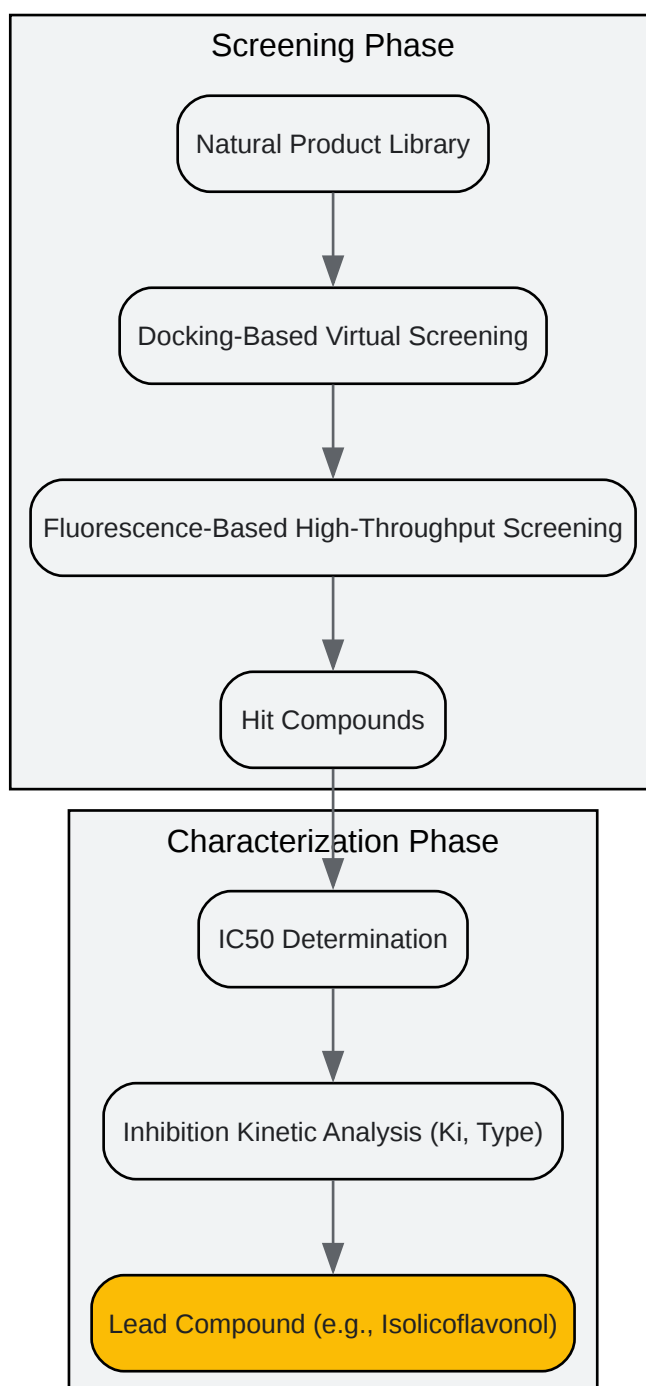 Screening Phase
Natural Product Library
Docking-Based Virtual Screening
Fluorescence-Based High-Throughput Screening
Hit Compounds
Characterization Phase
IC50 Determination
Inhibition Kinetic Analysis (Ki, Type)
Lead Compound (e.g., Isolicoflavonol)